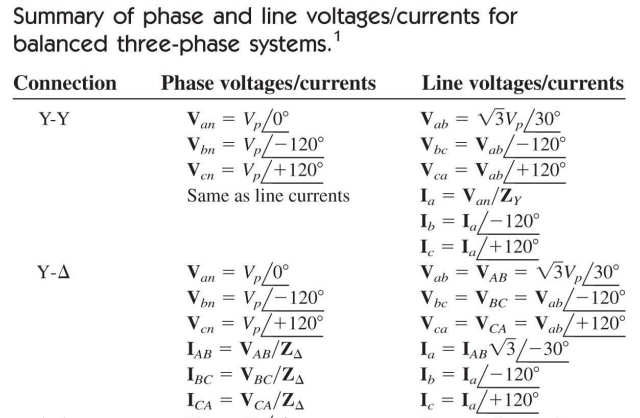 Summary of phase and line voltages/currents for
balanced three-phase systems.¹
Connection Phase voltages/currents Line voltages/currents
Y-Y V_an = V_p/0° V_ab = √3V_p/30°
V_bn = V_p/−120° V_bc = V_ab/−120°
V_cn = V_p/+120° V_ca = V_ab/+120°
Same as line currents I_a = V_an/Z_Y
I_b = I_a/−120°
I_c = I_a/+120°
Y-Δ V_an = V_p/0° V_ab = V_AB = √3V_p/30°
V_bn = V_p/−120° V_bc = V_BC = V_ab/−120°
V_cn = V_p/+120° V_ca = V_CA = V_ab/+120°
I_AB = V_AB/Z_Δ I_a = I_AB√3/−30°
I_BC = V_BC/Z_Δ I_b = I_a/−120°
I_CA = V_CA/Z_Δ I_c = I_a/+120°